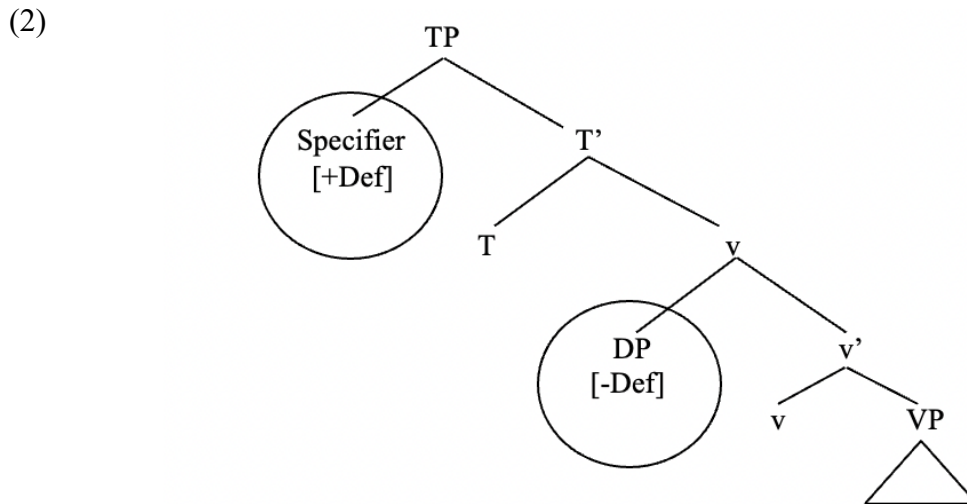 (2)
TP
Specifier
[+Def]
T’
T
v
DP
[-Def]
v’
v
VP